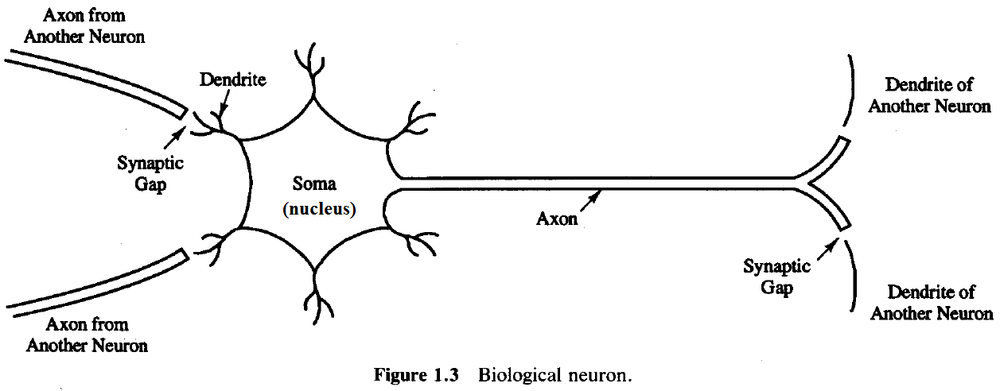 Axon from
Another Neuron
Dendrite
Synaptic
Gap
Soma
(nucleus)
Axon
Dendrite of
Another Neuron
Synaptic
Gap
Dendrite of
Another Neuron
Axon from
Another Neuron
Figure 1.3 Biological neuron.